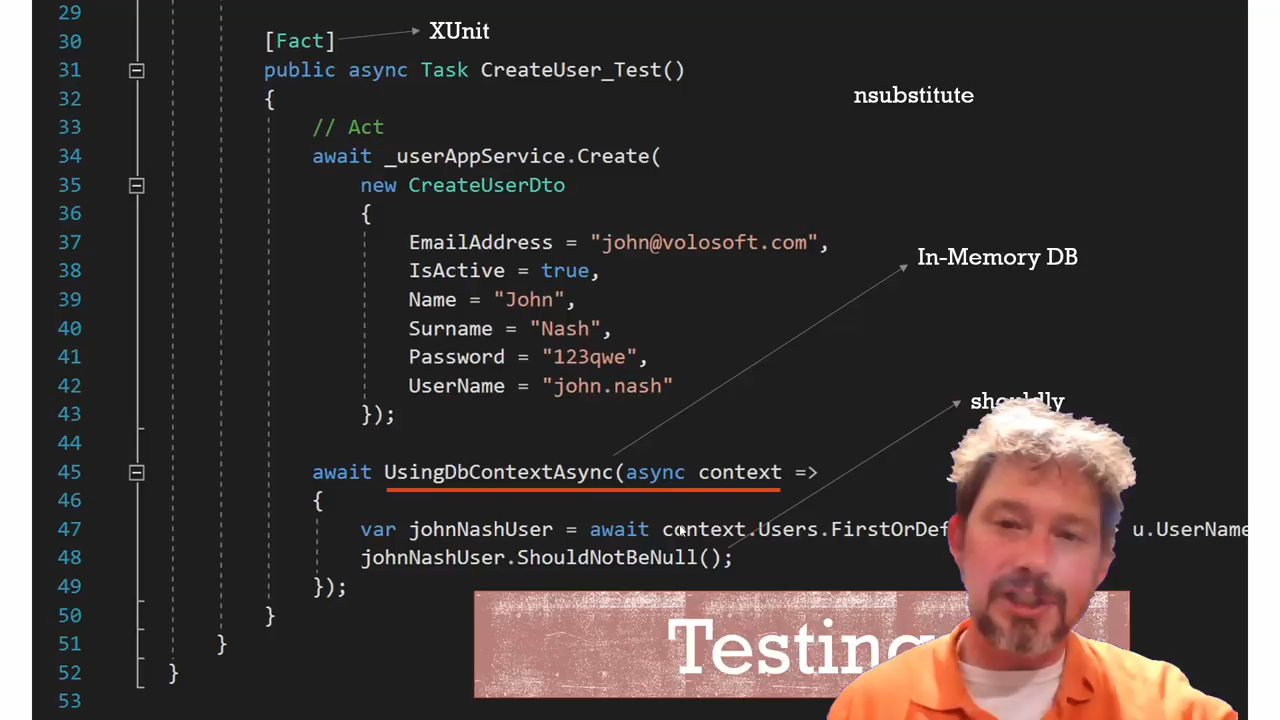 29
30 [Fact] XUnit
31 public async Task CreateUser_Test()
32 { nsubstitute
33 // Act
34 await _userAppService.Create(
35 new CreateUserDto
36 {
37 EmailAddress = "john@volosoft.com",
38 IsActive = true, In-Memory DB
39 Name = "John",
40 Surname = "Nash",
41 Password = "123qwe",
42 UserName = "john.nash"
43 }); shouldly
44
45 await UsingDbContextAsync(async context =>
46 {
47 var johnNashUser = await context.Users.FirstOrDef u.UserName
48 johnNashUser.ShouldNotBeNull();
49 });
50 }
51 }
52 }
53
Testing